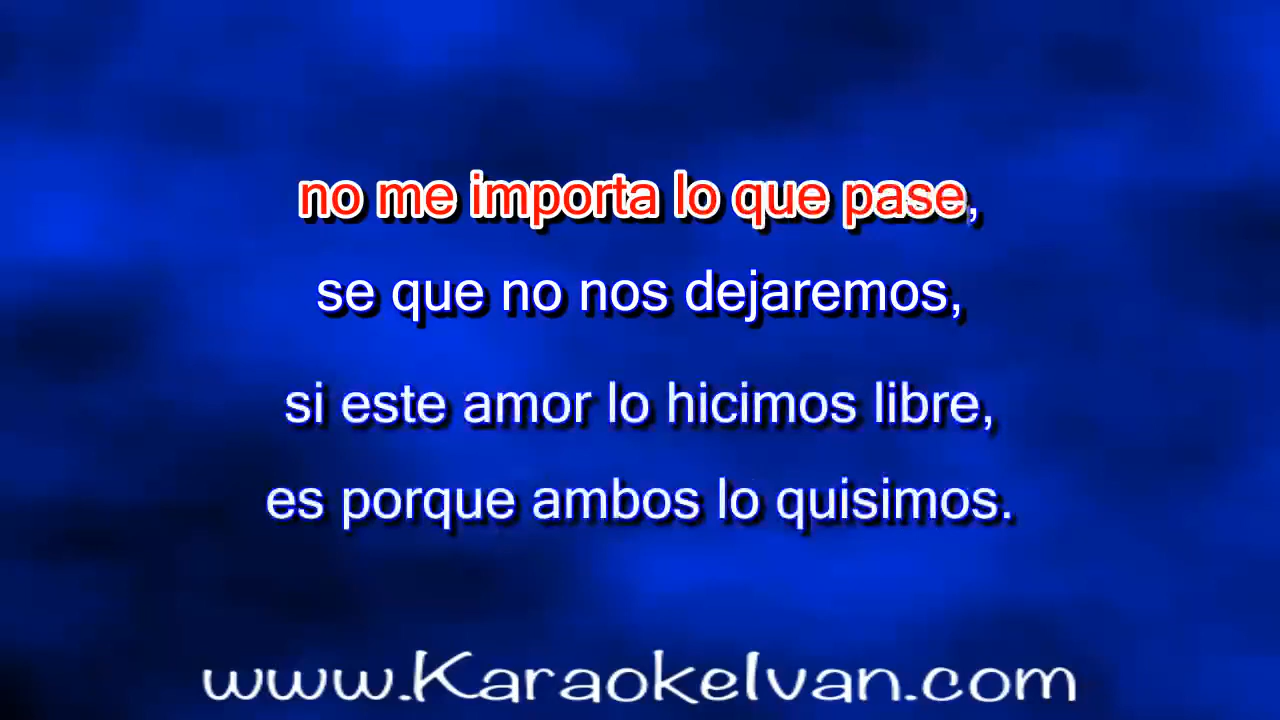 no me importa lo que pase,
se que no nos dejaremos,
si este amor lo hicimos libre,
es porque ambos lo quisimos.
www.KaraokeIvan.com